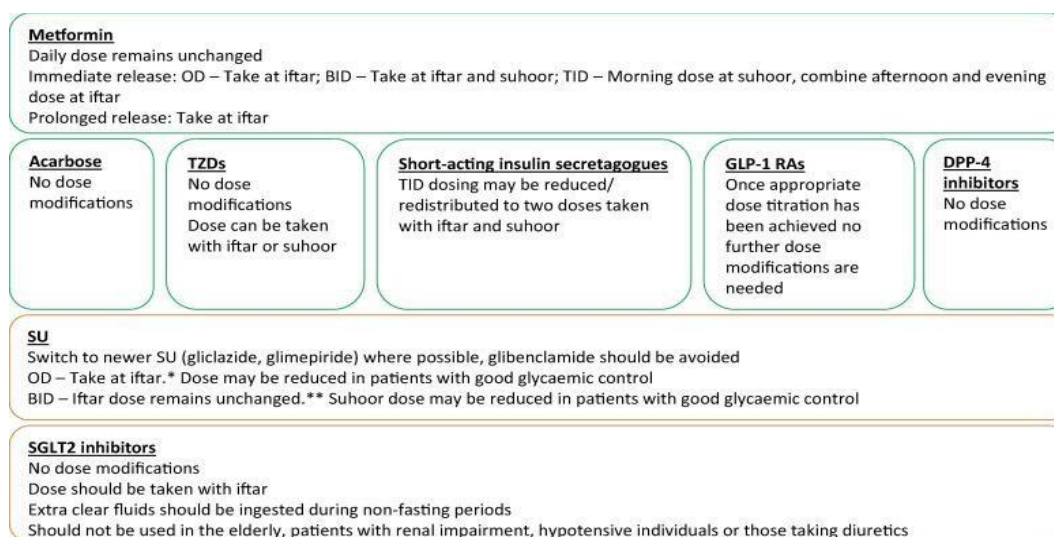 Metformin
Daily dose remains unchanged
Immediate release: OD – Take at iftar; BID – Take at iftar and suhoor; TID – Morning dose at suhoor, combine afternoon and evening
dose at iftar
Prolonged release: Take at iftar
Acarbose
No dose
modifications
TZDs
No dose
modifications
Dose can be taken
with iftar or suhoor
Short-acting insulin secretagogues
TID dosing may be reduced/
redistributed to two doses taken
with iftar and suhoor
GLP-1 RAs
Once appropriate
dose titration has
been achieved no
further dose
modifications are
needed
DPP-4
inhibitors
No dose
modifications
SU
Switch to newer SU (gliclazide, glimepiride) where possible, glibenclamide should be avoided
OD – Take at iftar.* Dose may be reduced in patients with good glycaemic control
BID – Iftar dose remains unchanged.** Suhoor dose may be reduced in patients with good glycaemic control
SGLT2 inhibitors
No dose modifications
Dose should be taken with iftar
Extra clear fluids should be ingested during non-fasting periods
Should not be used in the elderly, patients with renal impairment, hypotensive individuals or those taking diuretics